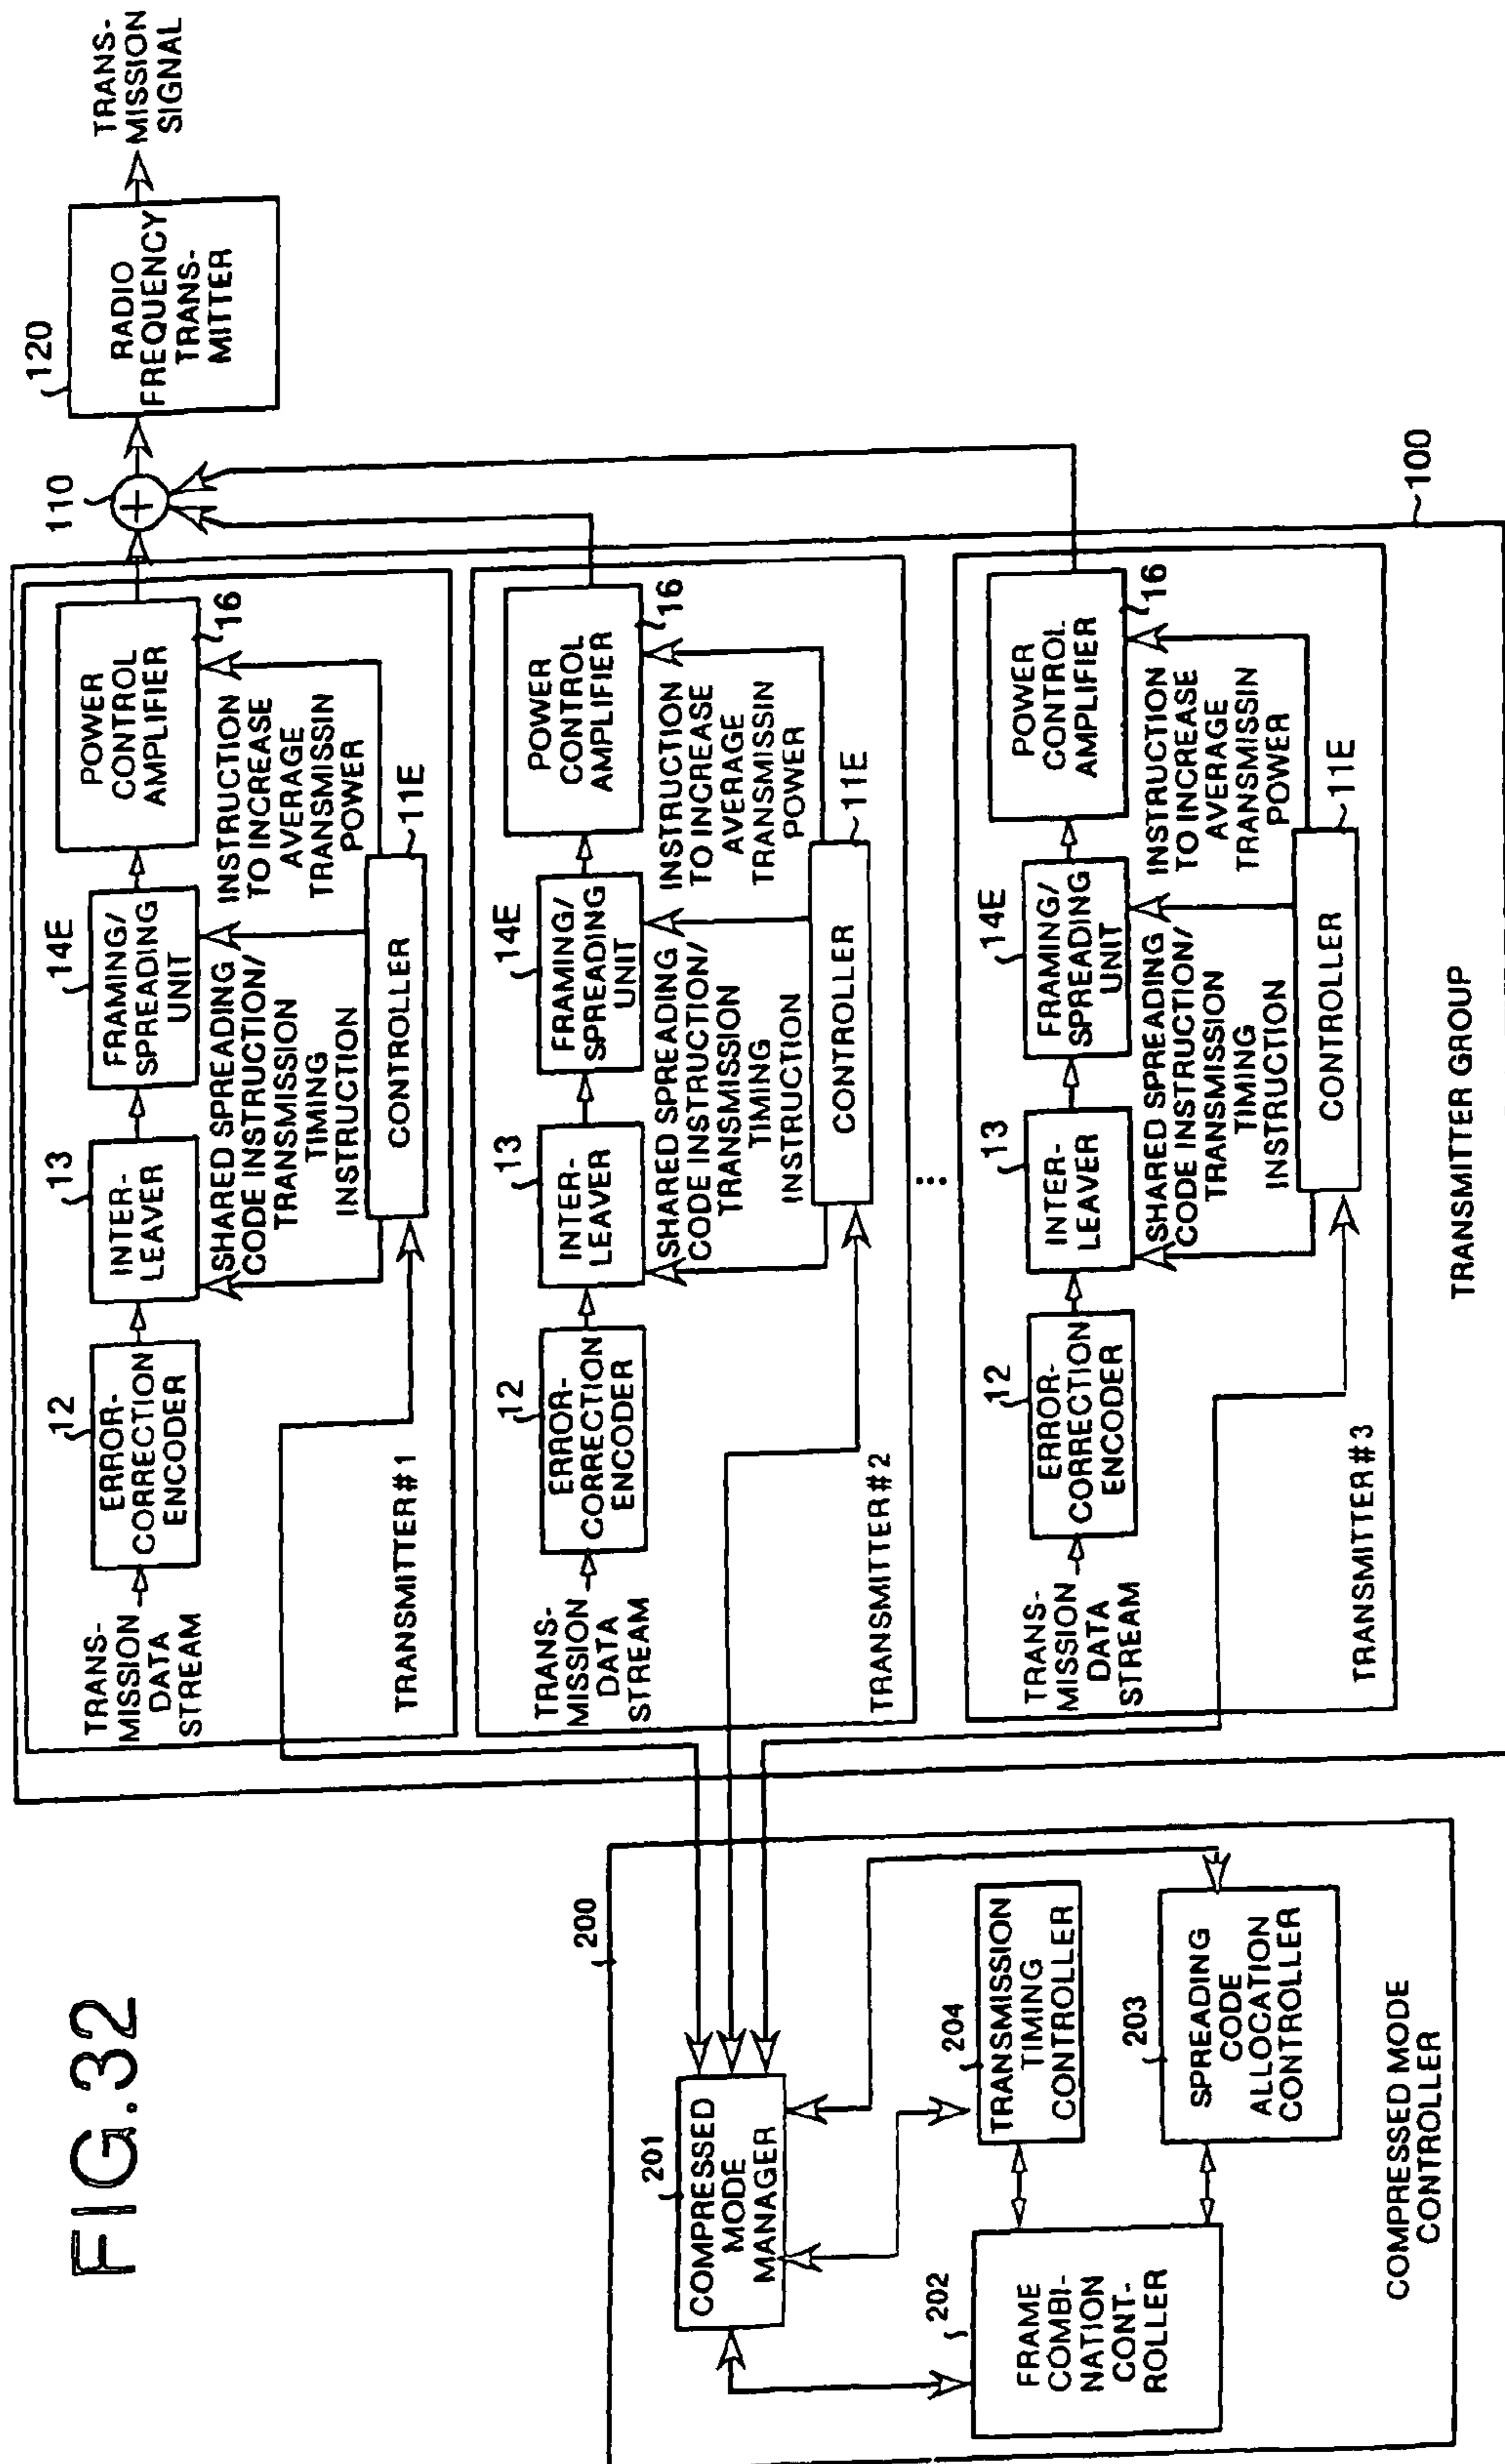 FIG.32
200
201
COMPRESSED
MODE
MANAGER
202
FRAME
COMBI-
NATION
CONT-
ROLLER
204
TRANSMISSION
TIMING
CONTROLLER
203
SPREADING
CODE
ALLOCATION
CONTROLLER
COMPRESSED MODE
CONTROLLER
TRANS-
MISSION
DATA
STREAM
12
ERROR-
CORRECTION
ENCODER
13
INTER-
LEAVER
14E
FRAMING/
SPREADING
UNIT
POWER
CONTROL
AMPLIFIER
16
SHARED SPREADING
CODE INSTRUCTION/
TRANSMISSION
TIMING
INSTRUCTION
INSTRUCTION
TO INCREASE
AVERAGE
TRANSMISSIN
POWER
CONTROLLER
11E
TRANSMITTER#1
TRANS-
MISSION
DATA
STREAM
12
ERROR-
CORRECTION
ENCODER
13
INTER-
LEAVER
14E
FRAMING/
SPREADING
UNIT
POWER
CONTROL
AMPLIFIER
16
SHARED SPREADING
CODE INSTRUCTION/
TRANSMISSION
TIMING
INSTRUCTION
INSTRUCTION
TO INCREASE
AVERAGE
TRANSMISSIN
POWER
CONTROLLER
11E
TRANSMITTER#2
TRANS-
MISSION
DATA
STREAM
12
ERROR-
CORRECTION
ENCODER
13
INTER-
LEAVER
14E
FRAMING/
SPREADING
UNIT
POWER
CONTROL
AMPLIFIER
16
SHARED SPREADING
CODE INSTRUCTION/
TRANSMISSION
TIMING
INSTRUCTION
INSTRUCTION
TO INCREASE
AVERAGE
TRANSMISSIN
POWER
CONTROLLER
11E
TRANSMITTER#3
TRANSMITTER GROUP
100
110
+
120
RADIO
FREQUENCY
TRANS-
MITTER
TRANS-
MISSION
SIGNAL